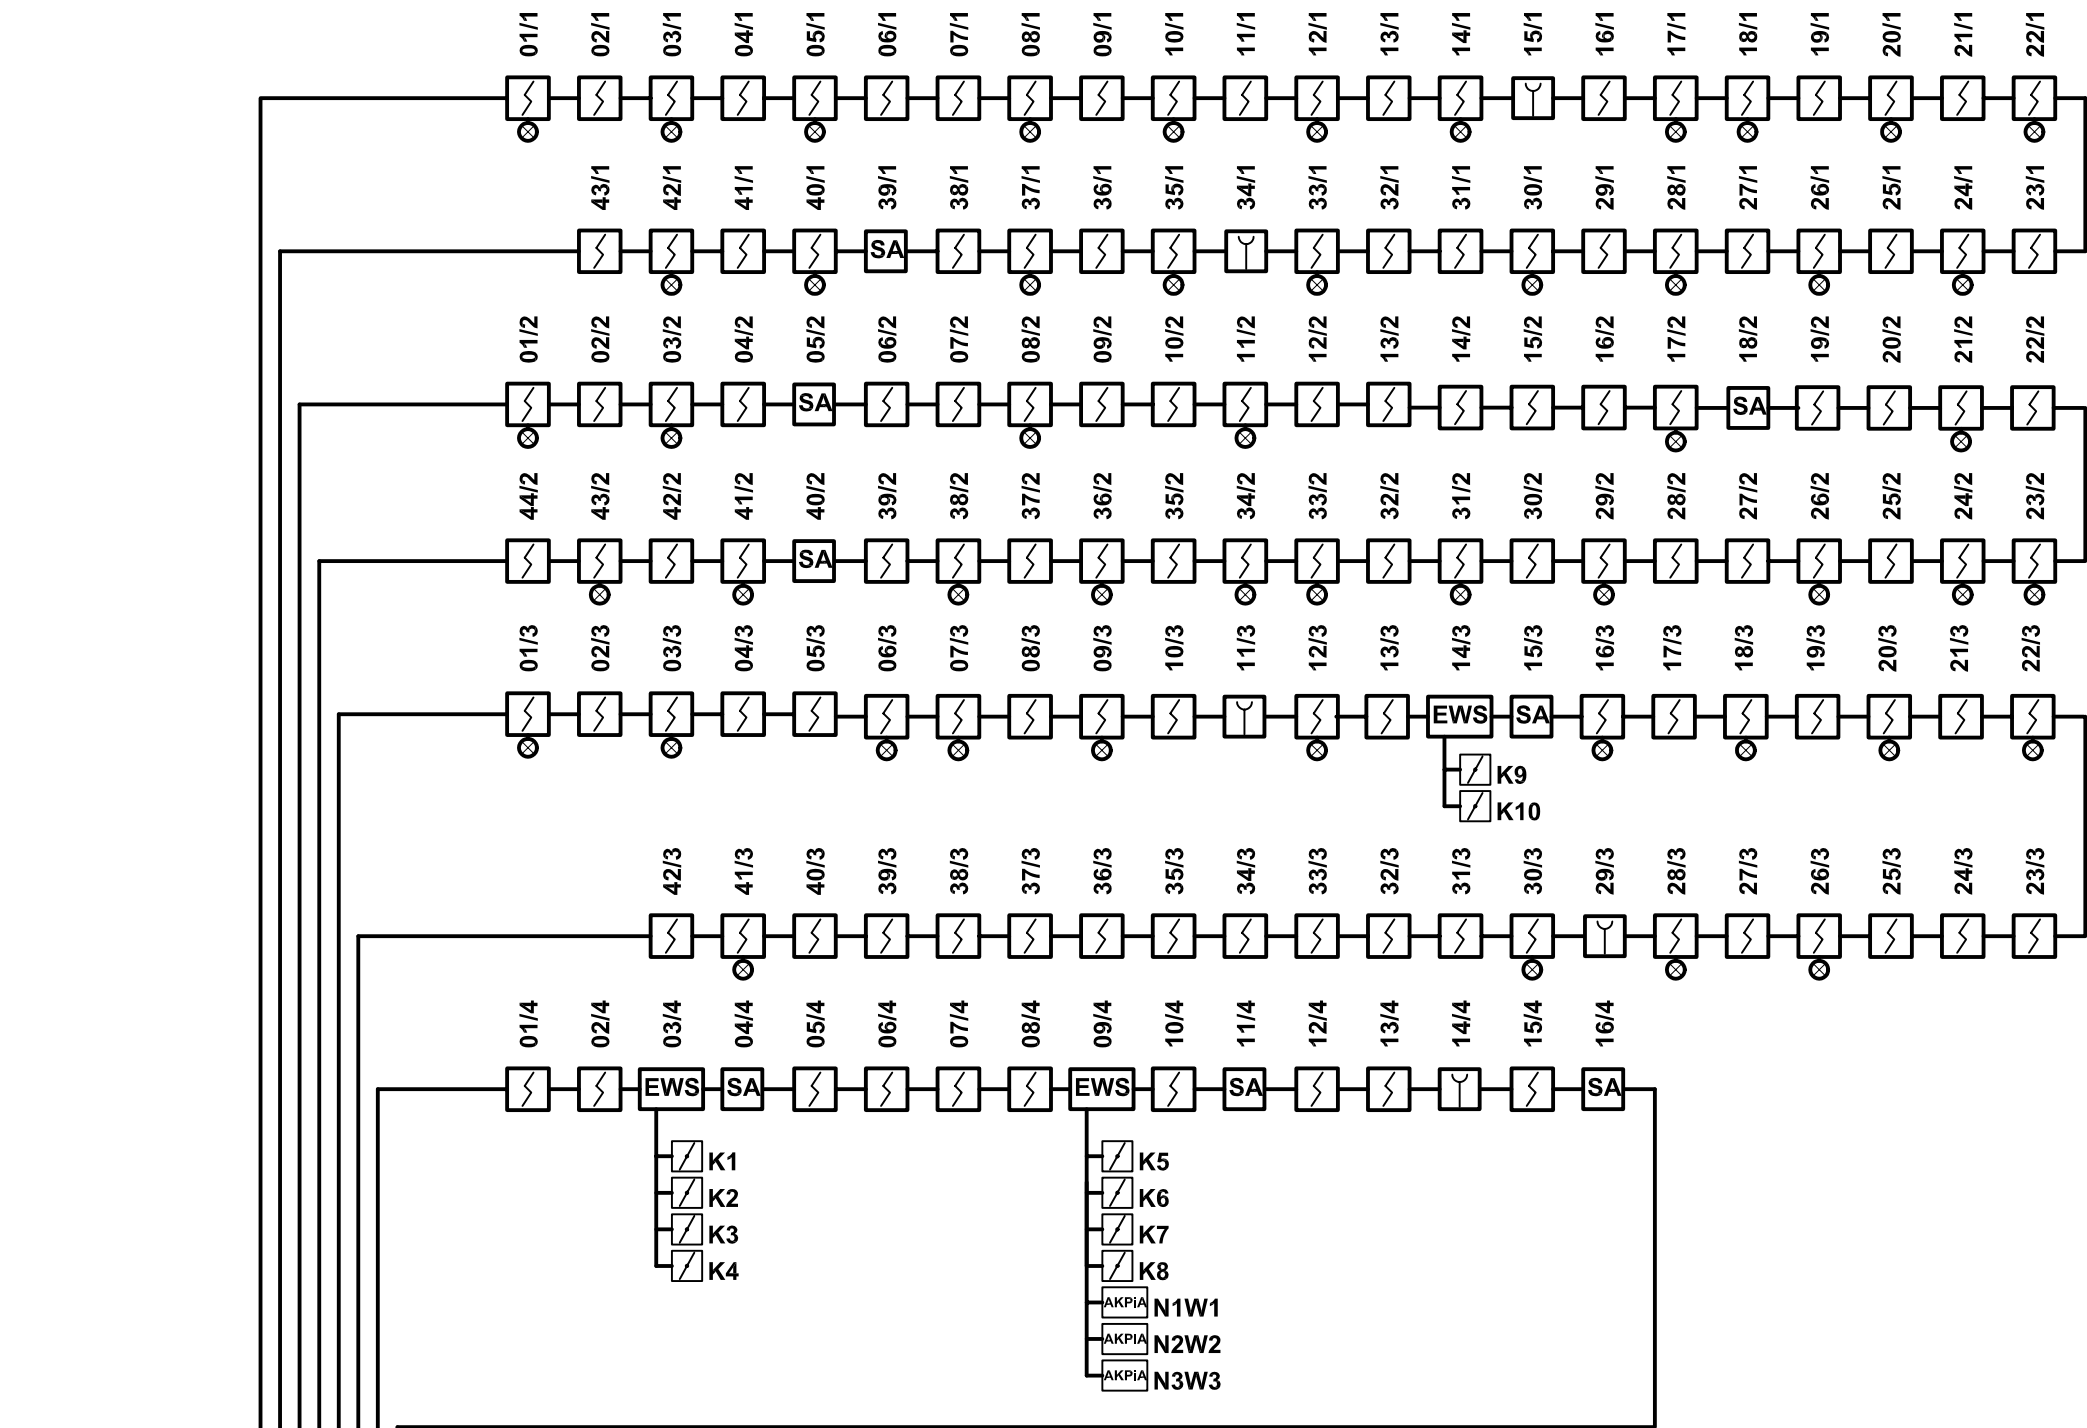 01/1 02/1 03/1 04/1 05/1 06/1 07/1 08/1 09/1 10/1 11/1 12/1 13/1 14/1 15/1 16/1 17/1 18/1 19/1 20/1 21/1 22/1
43/1 42/1 41/1 40/1 39/1 38/1 37/1 36/1 35/1 34/1 33/1 32/1 31/1 30/1 29/1 28/1 27/1 26/1 25/1 24/1 23/1
SA
01/2 02/2 03/2 04/2 05/2 06/2 07/2 08/2 09/2 10/2 11/2 12/2 13/2 14/2 15/2 16/2 17/2 18/2 19/2 20/2 21/2 22/2
SA SA
44/2 43/2 42/2 41/2 40/2 39/2 38/2 37/2 36/2 35/2 34/2 33/2 32/2 31/2 30/2 29/2 28/2 27/2 26/2 25/2 24/2 23/2
SA
01/3 02/3 03/3 04/3 05/3 06/3 07/3 08/3 09/3 10/3 11/3 12/3 13/3 14/3 15/3 16/3 17/3 18/3 19/3 20/3 21/3 22/3
EWS SA
K9
K10
42/3 41/3 40/3 39/3 38/3 37/3 36/3 35/3 34/3 33/3 32/3 31/3 30/3 29/3 28/3 27/3 26/3 25/3 24/3 23/3
01/4 02/4 03/4 04/4 05/4 06/4 07/4 08/4 09/4 10/4 11/4 12/4 13/4 14/4 15/4 16/4
EWS SA EWS SA SA
K1 K5
K2 K6
K3 K7
K4 K8
AKPiA N1W1
AKPiA N2W2
AKPiA N3W3